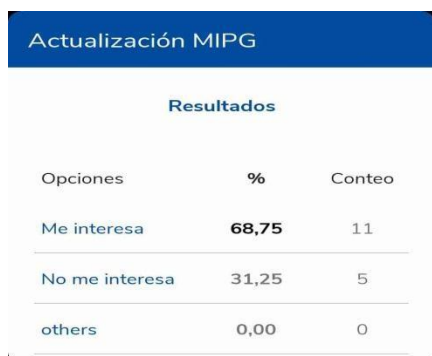 Actualización MIPG
Resultados
Opciones % Conteo
Me interesa 68,75 11
No me interesa 31,25 5
others 0,00 0